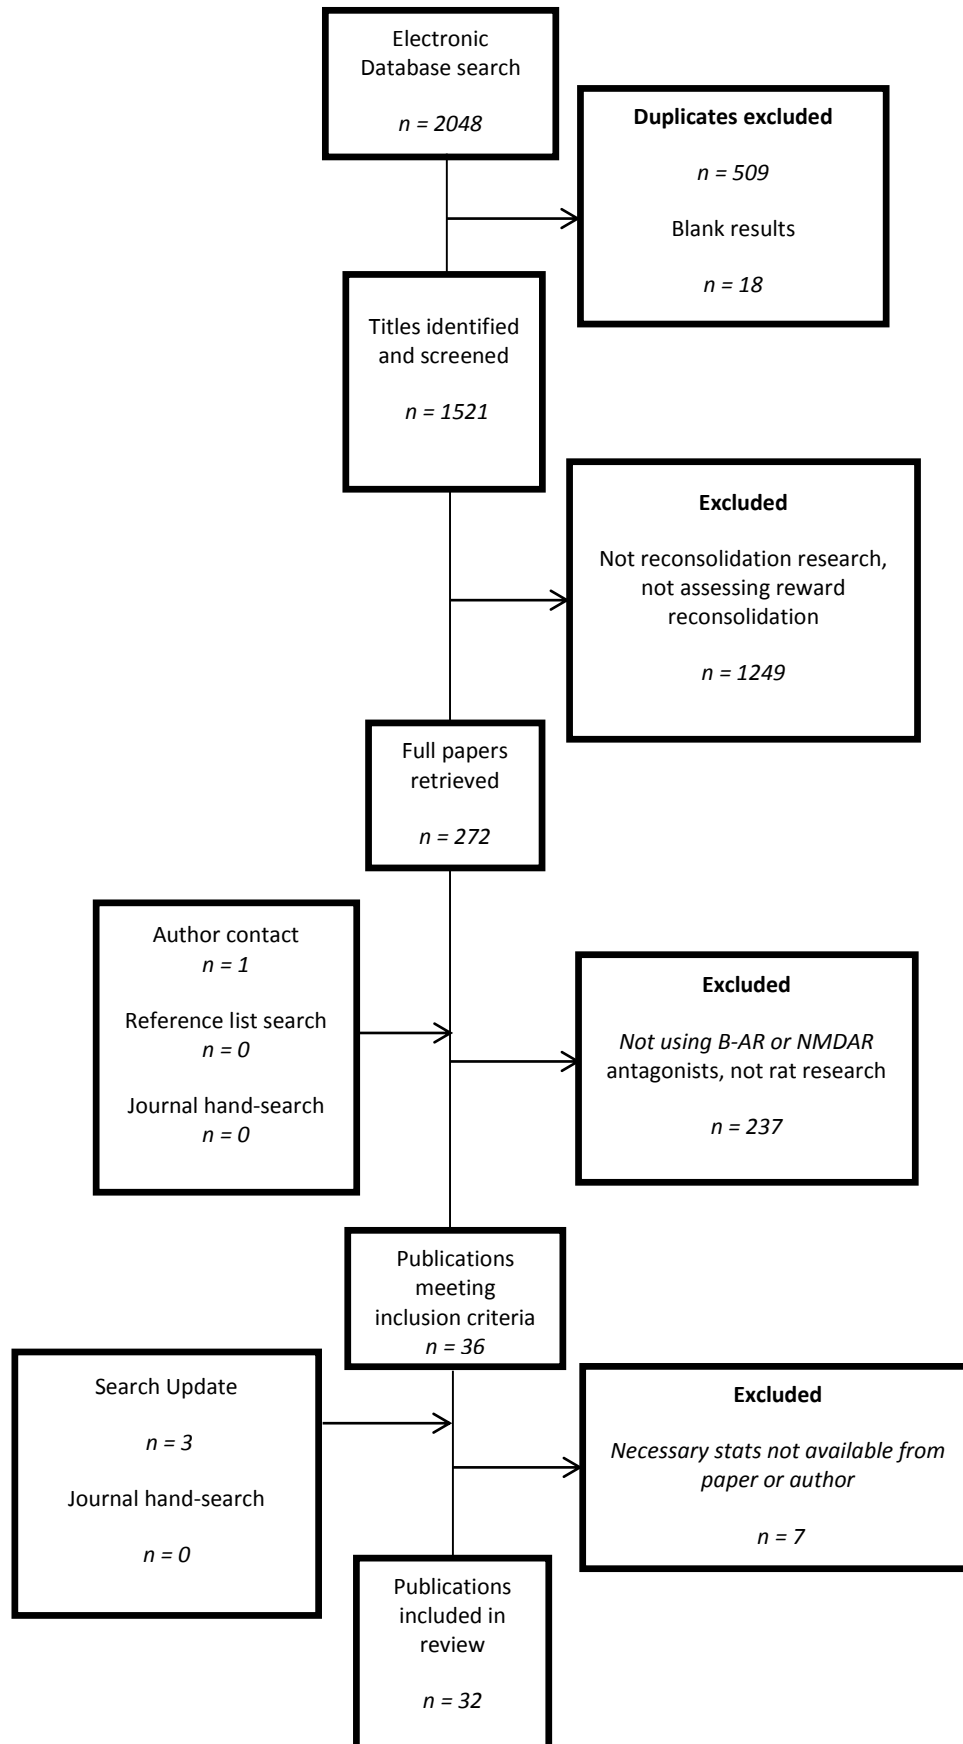 Electronic
Database search
n = 2048
Duplicates excluded
n = 509
Blank results
n = 18
Titles identified
and screened
n = 1521
Excluded
Not reconsolidation research,
not assessing reward
reconsolidation
n = 1249
Full papers
retrieved
n = 272
Author contact
n = 1
Reference list search
n = 0
Journal hand-search
n = 0
Excluded
Not using B-AR or NMDAR
antagonists, not rat research
n = 237
Publications
meeting
inclusion criteria
n = 36
Search Update
n = 3
Journal hand-search
n = 0
Excluded
Necessary stats not available from
paper or author
n = 7
Publications
included in
review
n = 32